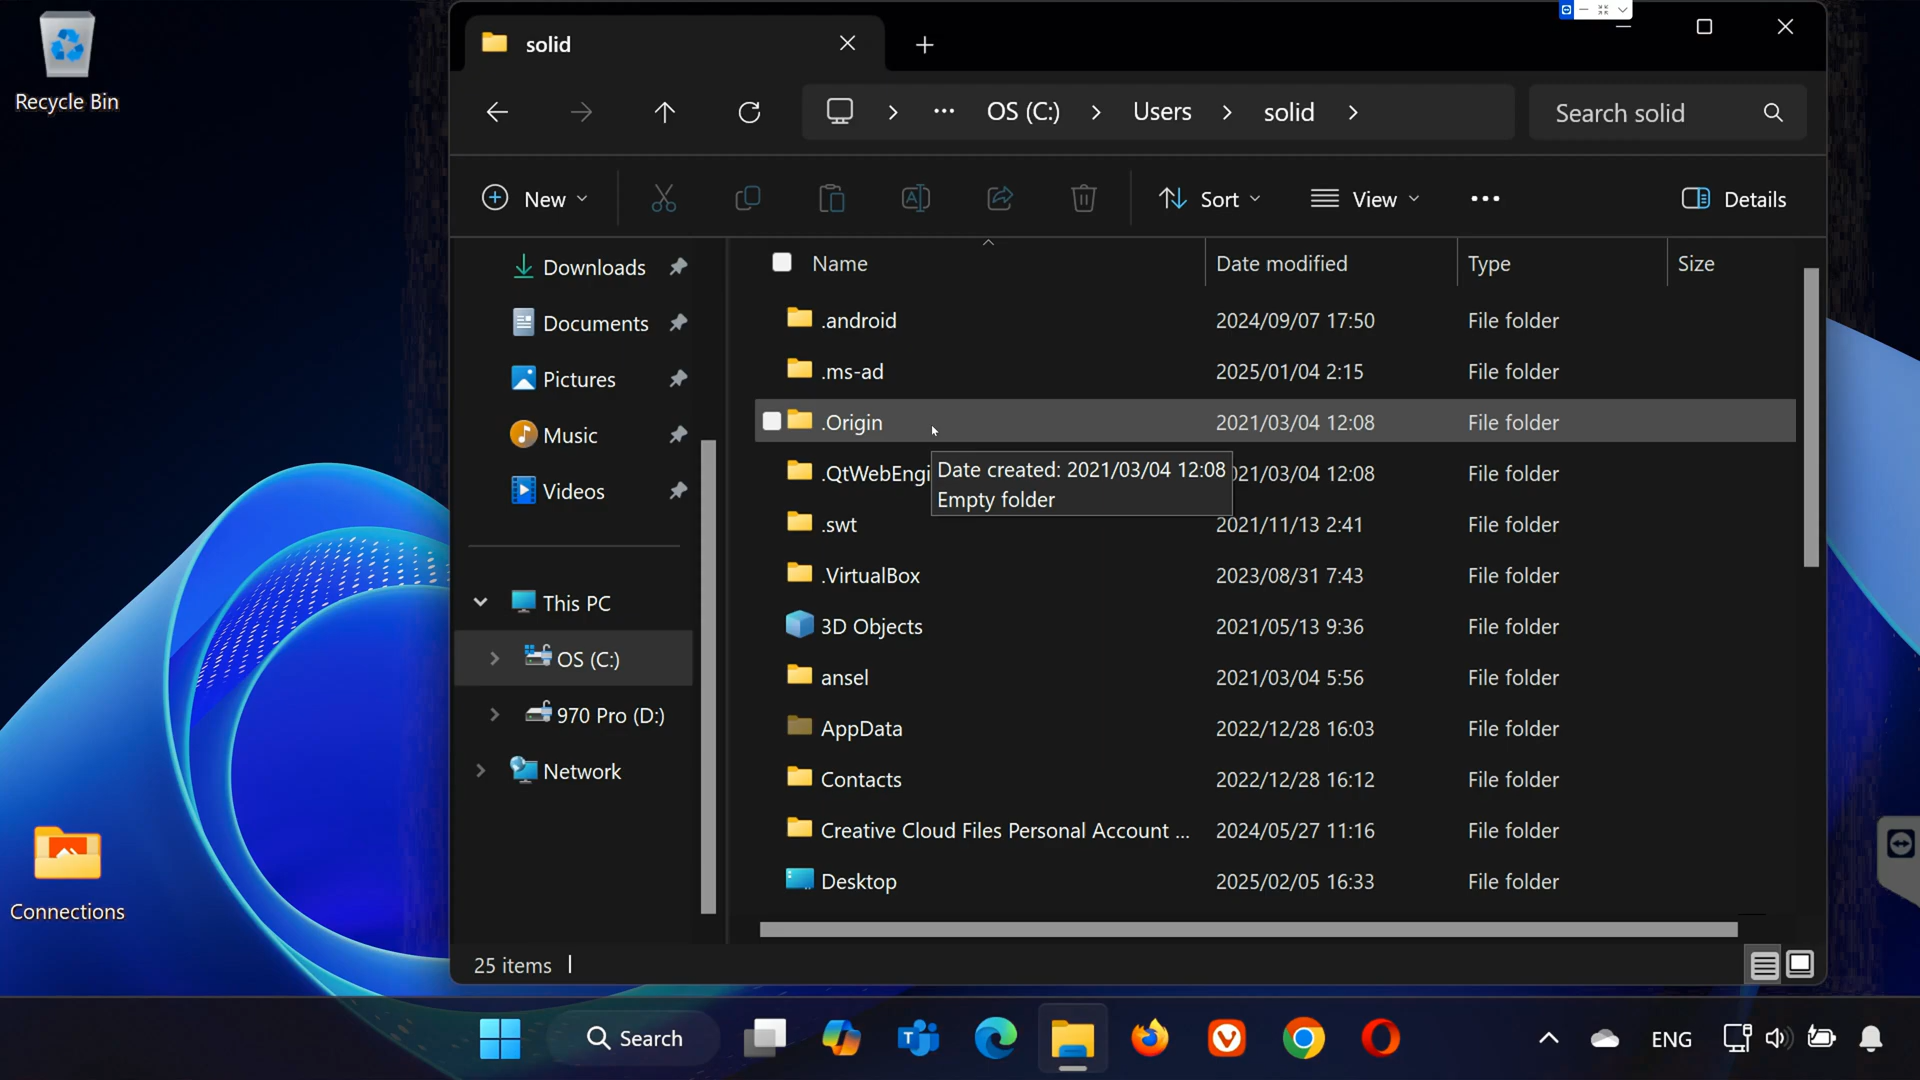 Recycle Bin
Connections
solid
OS (C:)
Users
solid
Search solid
New
Sort
View
Details
Downloads
Documents
Pictures
Music
Videos
This PC
OS (C:)
970 Pro (D:)
Network
Name
Date modified
Type
Size
.android 2024/09/07 17:50 File folder
.ms-ad 2025/01/04 2:15 File folder
.Origin 2021/03/04 12:08 File folder
.QtWebEngi 021/03/04 12:08 File folder
Date created: 2021/03/04 12:08
Empty folder
.swt 2021/11/13 2:41 File folder
.VirtualBox 2023/08/31 7:43 File folder
3D Objects 2021/05/13 9:36 File folder
ansel 2021/03/04 5:56 File folder
AppData 2022/12/28 16:03 File folder
Contacts 2022/12/28 16:12 File folder
Creative Cloud Files Personal Account ... 2024/05/27 11:16 File folder
Desktop 2025/02/05 16:33 File folder
25 items
Search
ENG